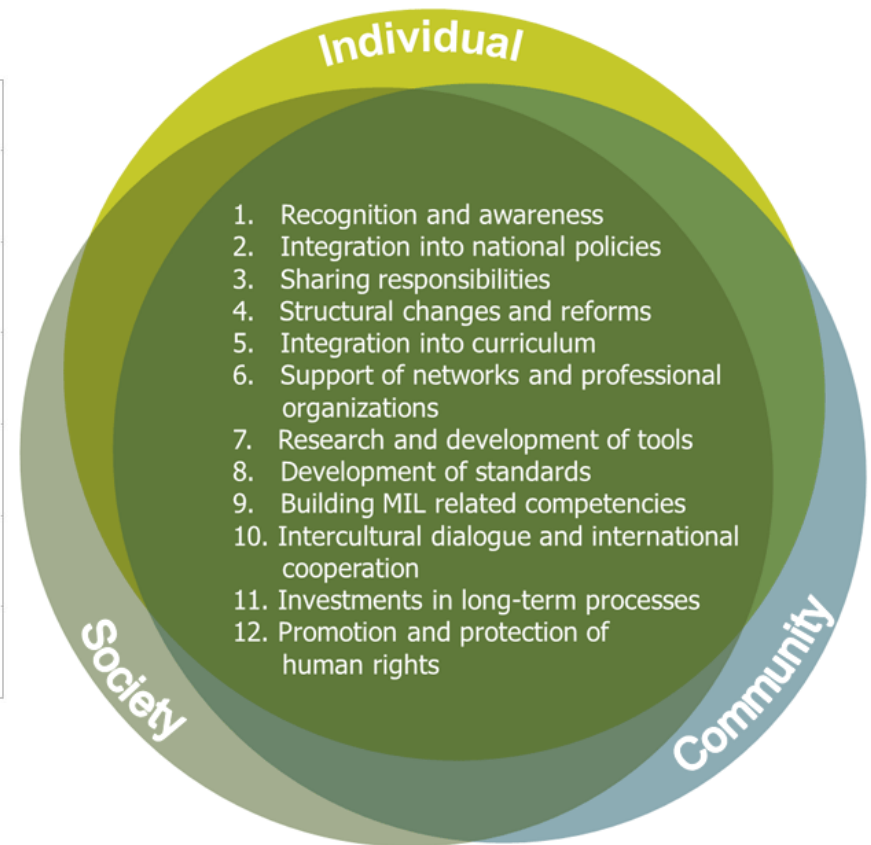 Individual
1. Recognition and awareness
2. Integration into national policies
3. Sharing responsibilities
4. Structural changes and reforms
5. Integration into curriculum
6. Support of networks and professional
organizations
7. Research and development of tools
8. Development of standards
9. Building MIL related competencies
10. Intercultural dialogue and international
cooperation
11. Investments in long-term processes
12. Promotion and protection of
human rights
Society
Community